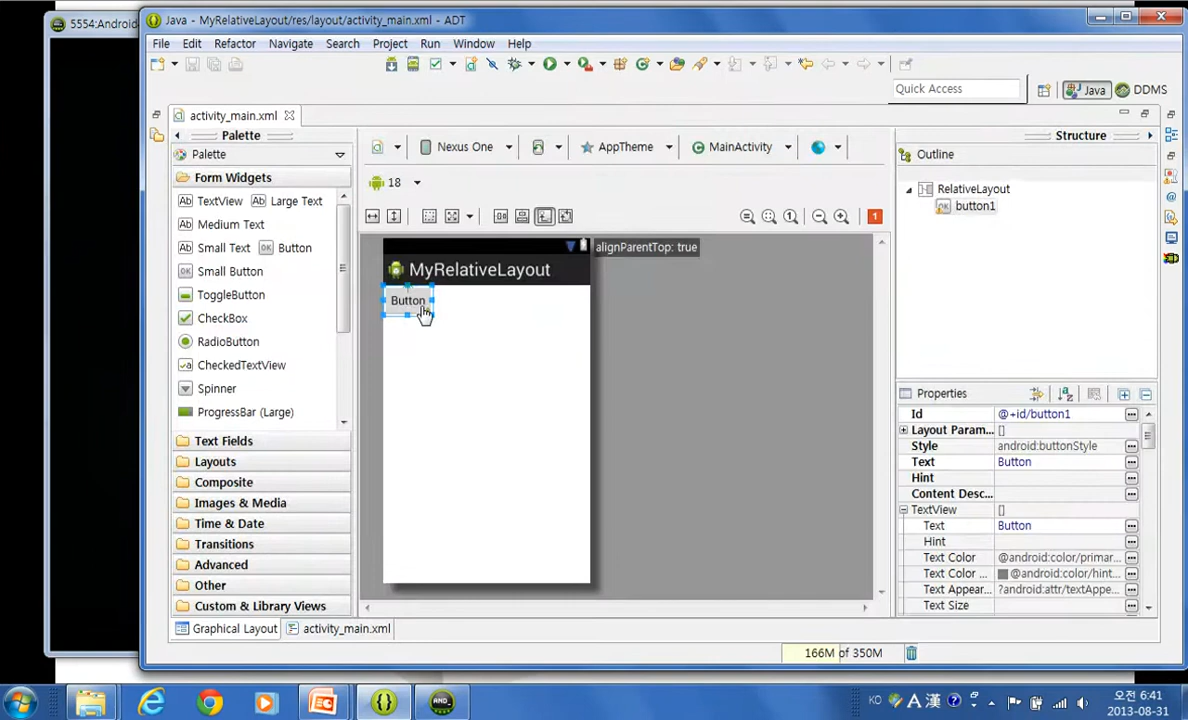 5554:Android
Java - MyRelativeLayout/res/layout/activity_main.xml - ADT
File Edit Refactor Navigate Search Project Run Window Help
Quick Access
Java
DDMS
activity_main.xml
Palette
Structure
Palette
Nexus One
AppTheme
MainActivity
Outline
Form Widgets
18
RelativeLayout
button1
TextView
Large Text
Medium Text
Small Text
Button
Small Button
ToggleButton
CheckBox
RadioButton
CheckedTextView
Spinner
ProgressBar (Large)
Text Fields
Layouts
Composite
Images & Media
Time & Date
Transitions
Advanced
Other
Custom & Library Views
1
alignParentTop: true
MyRelativeLayout
Button
Properties
Id @+id/button1
Layout Param... []
Style android:buttonStyle
Text Button
Hint
Content Desc...
TextView []
Text Button
Hint
Text Color @android:color/primar...
Text Color ... @android:color/hint...
Text Appear... ?android:attr/textAppe...
Text Size
Graphical Layout
activity_main.xml
166M of 350M
KO
A 漢
오전 6:41
2013-08-31